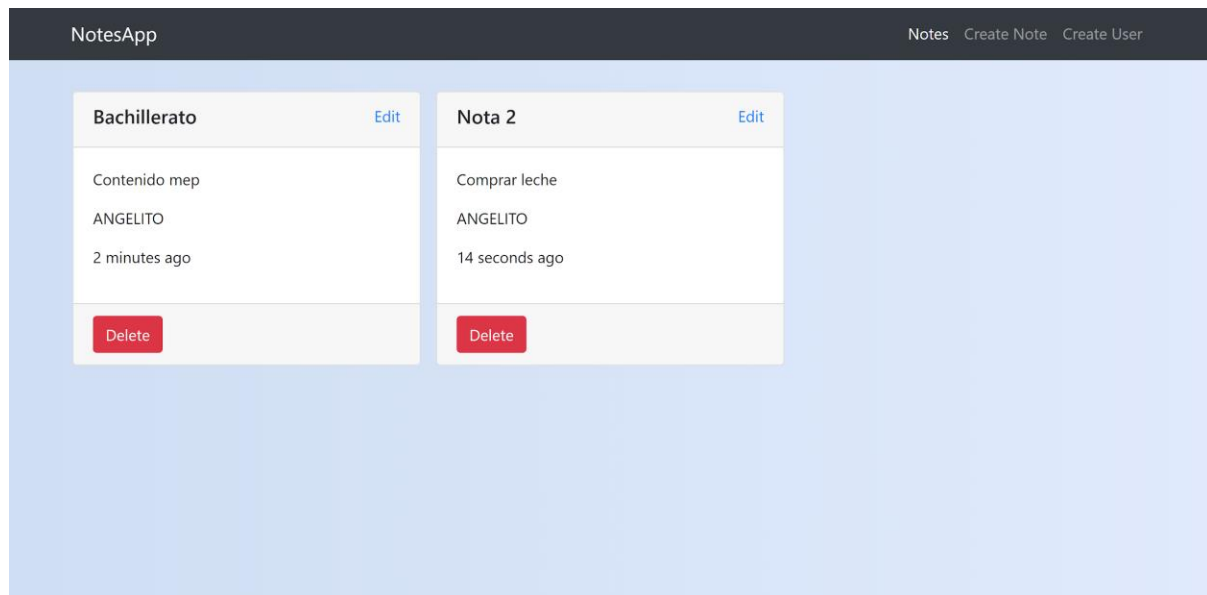 NotesApp
Notes Create Note Create User
Bachillerato Edit
Contenido mep
ANGELITO
2 minutes ago
Delete
Nota 2 Edit
Comprar leche
ANGELITO
14 seconds ago
Delete